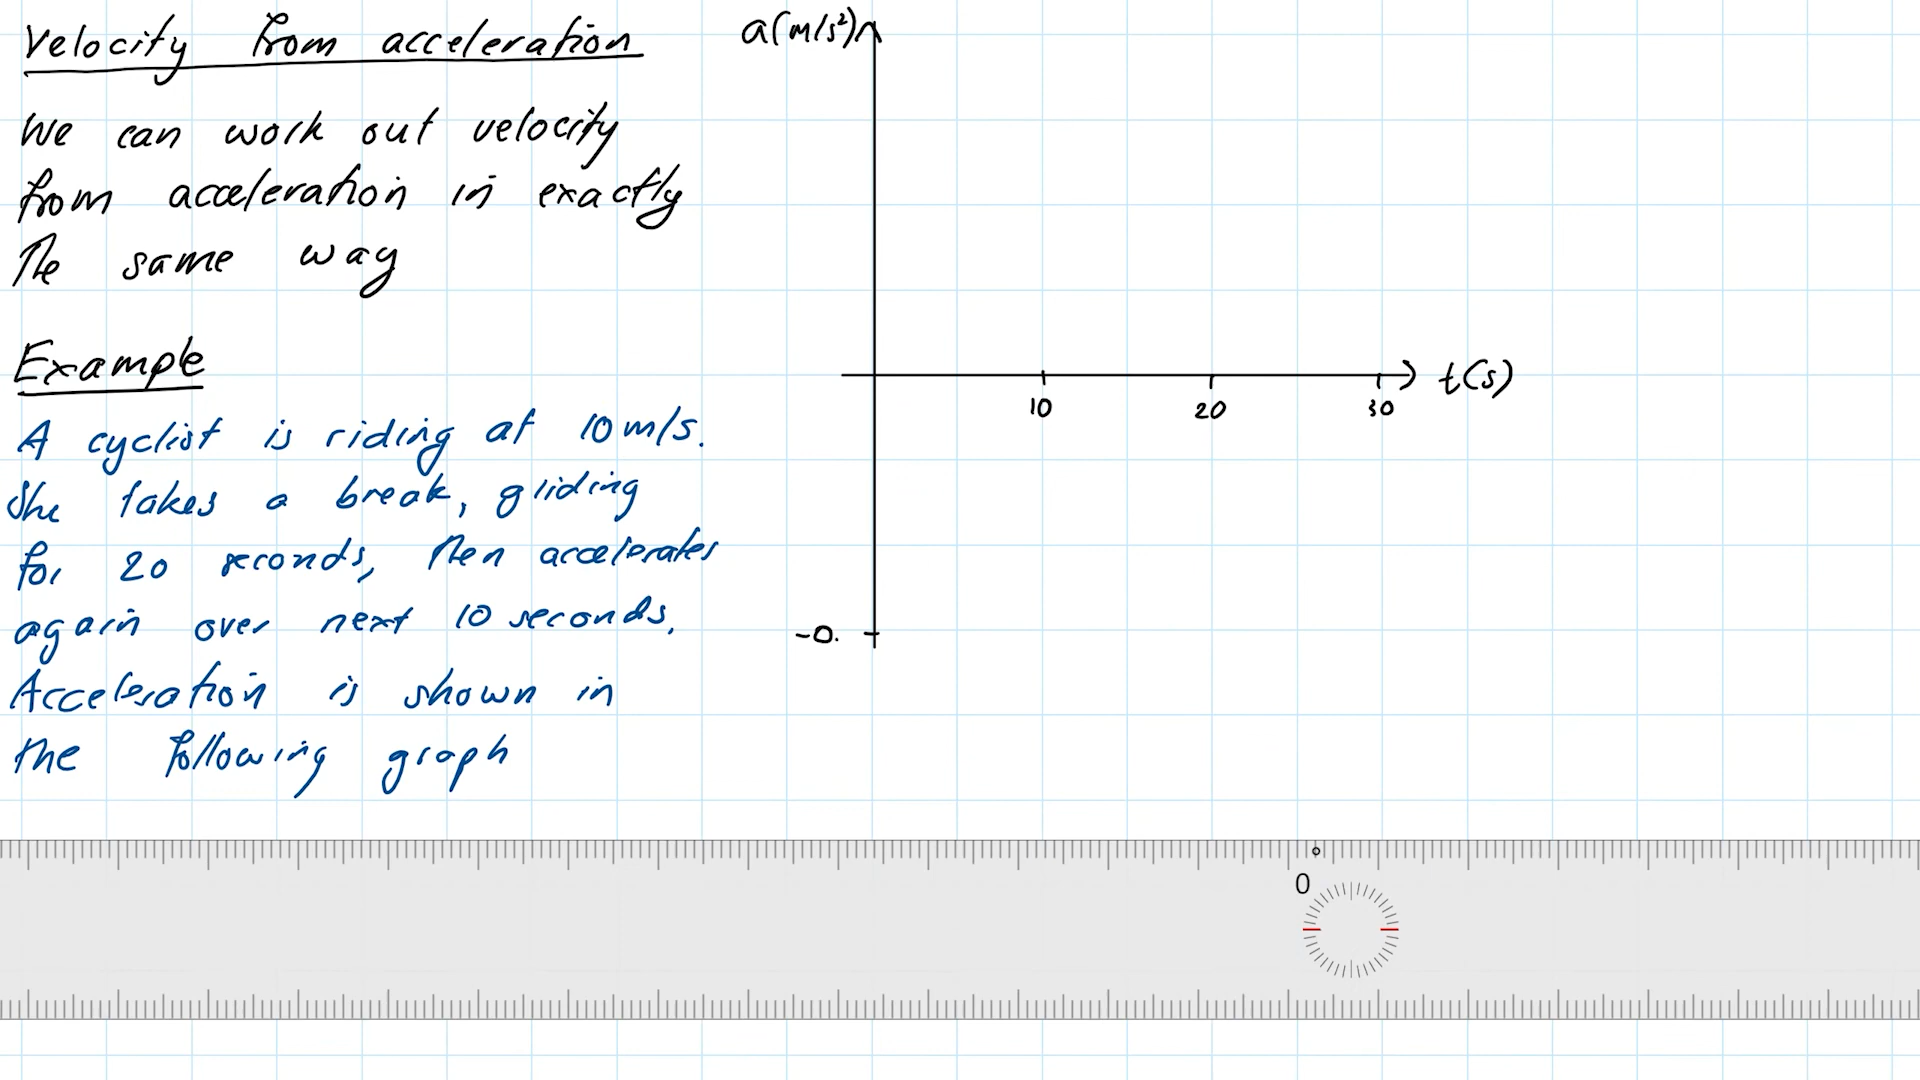 Velocity from acceleration
We can work out velocity
from acceleration in exactly
the same way
Example
A cyclist is riding at 10m/s.
She takes a break, gliding
for 20 seconds, then accelerates
again over next 10 seconds.
Acceleration is shown in
the following graph
a(m/s²)
t(s)
10 20 30
-0.
0